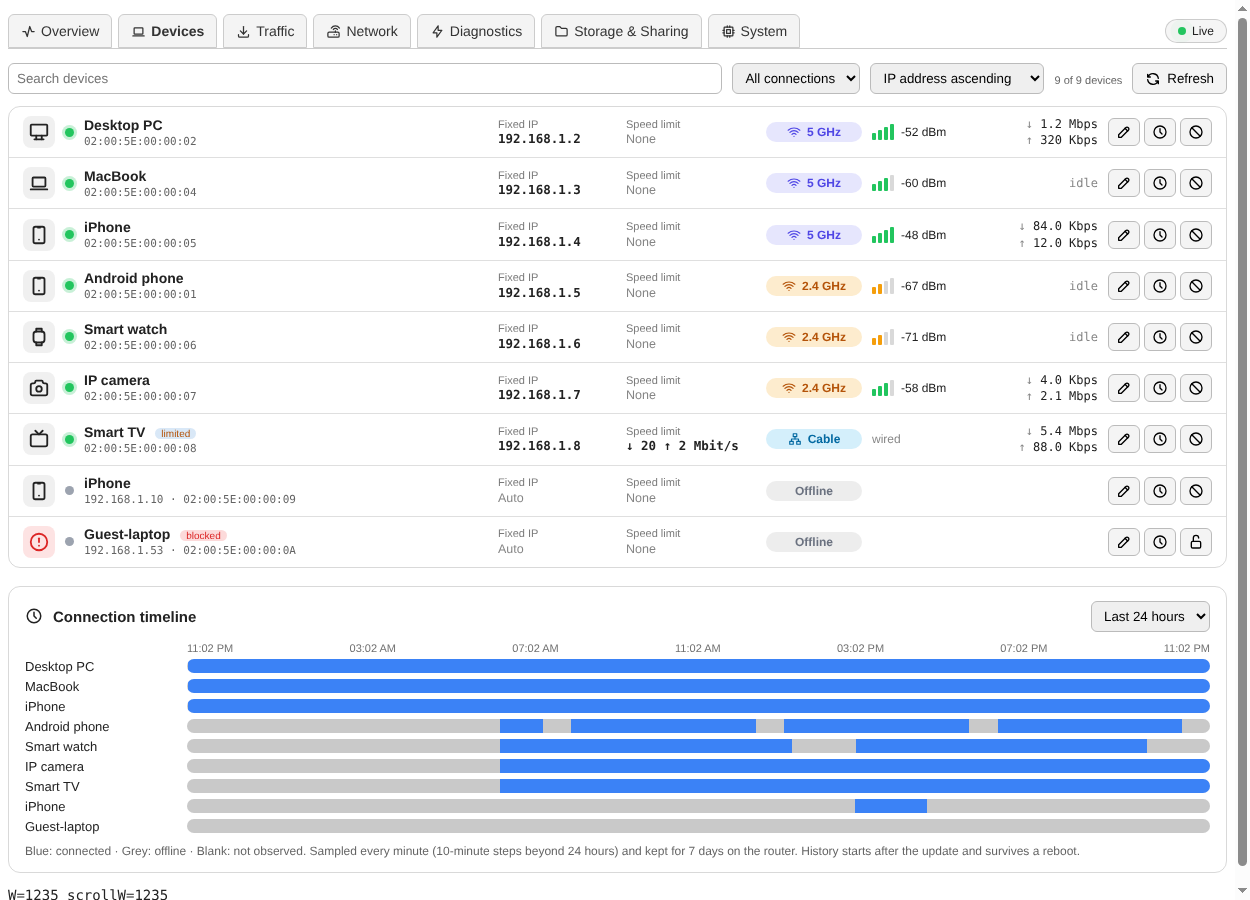 Overview Devices Traffic Network Diagnostics Storage & Sharing System Live
Search devices All connections IP address ascending 9 of 9 devices Refresh
Desktop PC Fixed IP Speed limit 5 GHz -52 dBm ↓ 1.2 Mbps
02:00:5E:00:00:02 192.168.1.2 None ↑ 320 Kbps
MacBook Fixed IP Speed limit 5 GHz -60 dBm idle
02:00:5E:00:00:04 192.168.1.3 None
iPhone Fixed IP Speed limit 5 GHz -48 dBm ↓ 84.0 Kbps
02:00:5E:00:00:05 192.168.1.4 None ↑ 12.0 Kbps
Android phone Fixed IP Speed limit 2.4 GHz -67 dBm idle
02:00:5E:00:00:01 192.168.1.5 None
Smart watch Fixed IP Speed limit 2.4 GHz -71 dBm idle
02:00:5E:00:00:06 192.168.1.6 None
IP camera Fixed IP Speed limit 2.4 GHz -58 dBm ↓ 4.0 Kbps
02:00:5E:00:00:07 192.168.1.7 None ↑ 2.1 Mbps
Smart TV limited Fixed IP Speed limit Cable wired ↓ 5.4 Mbps
02:00:5E:00:00:08 192.168.1.8 ↓ 20 ↑ 2 Mbit/s ↑ 88.0 Kbps
iPhone Fixed IP Speed limit Offline
192.168.1.10 · 02:00:5E:00:00:09 Auto None
Guest-laptop blocked Fixed IP Speed limit Offline
192.168.1.53 · 02:00:5E:00:00:0A Auto None
Connection timeline Last 24 hours
11:02 PM 03:02 AM 07:02 AM 11:02 AM 03:02 PM 07:02 PM 11:02 PM
Desktop PC
MacBook
iPhone
Android phone
Smart watch
IP camera
Smart TV
iPhone
Guest-laptop
Blue: connected · Grey: offline · Blank: not observed. Sampled every minute (10-minute steps beyond 24 hours) and kept for 7 days on the router. History starts after the update and survives a reboot.
W=1235 scrollW=1235